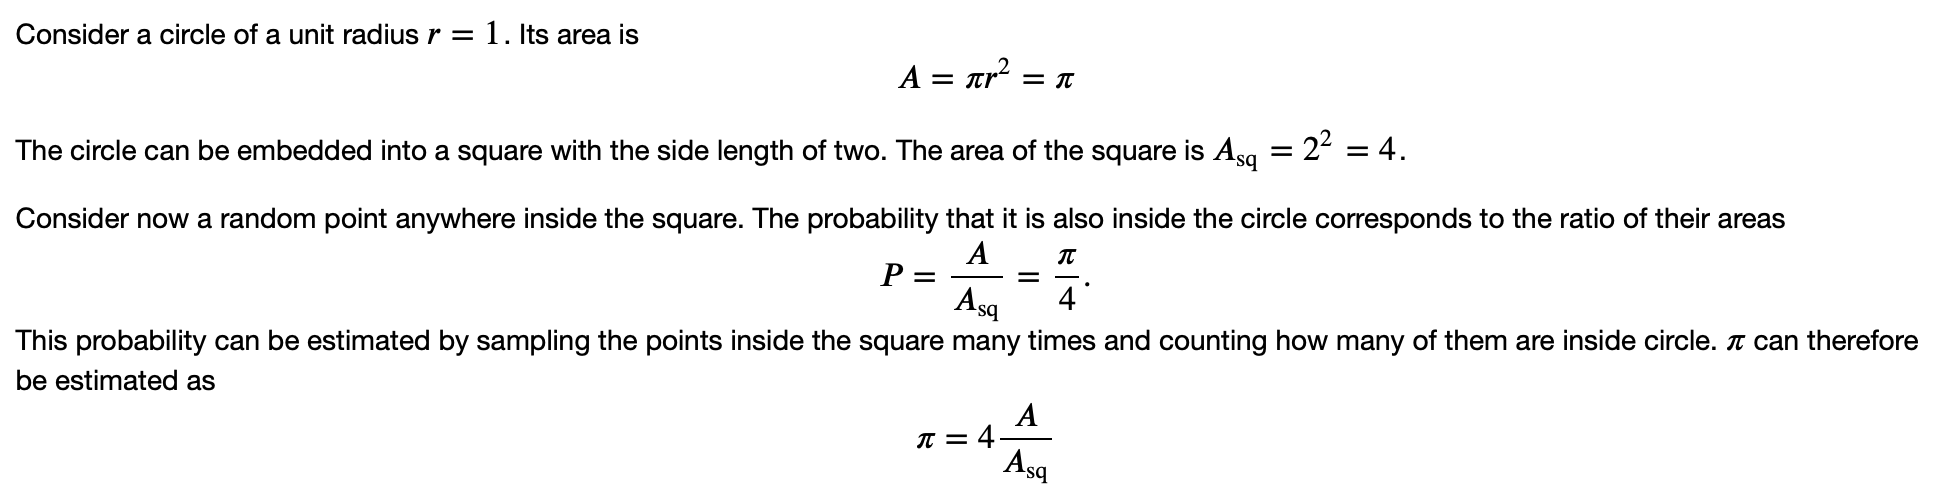 Consider a circle of a unit radius r = 1. Its area is
A = πr² = π
The circle can be embedded into a square with the side length of two. The area of the square is A_sq = 2² = 4.
Consider now a random point anywhere inside the square. The probability that it is also inside the circle corresponds to the ratio of their areas
P = A/A_sq = π/4.
This probability can be estimated by sampling the points inside the square many times and counting how many of them are inside circle. π can therefore
be estimated as
π = 4 A/A_sq